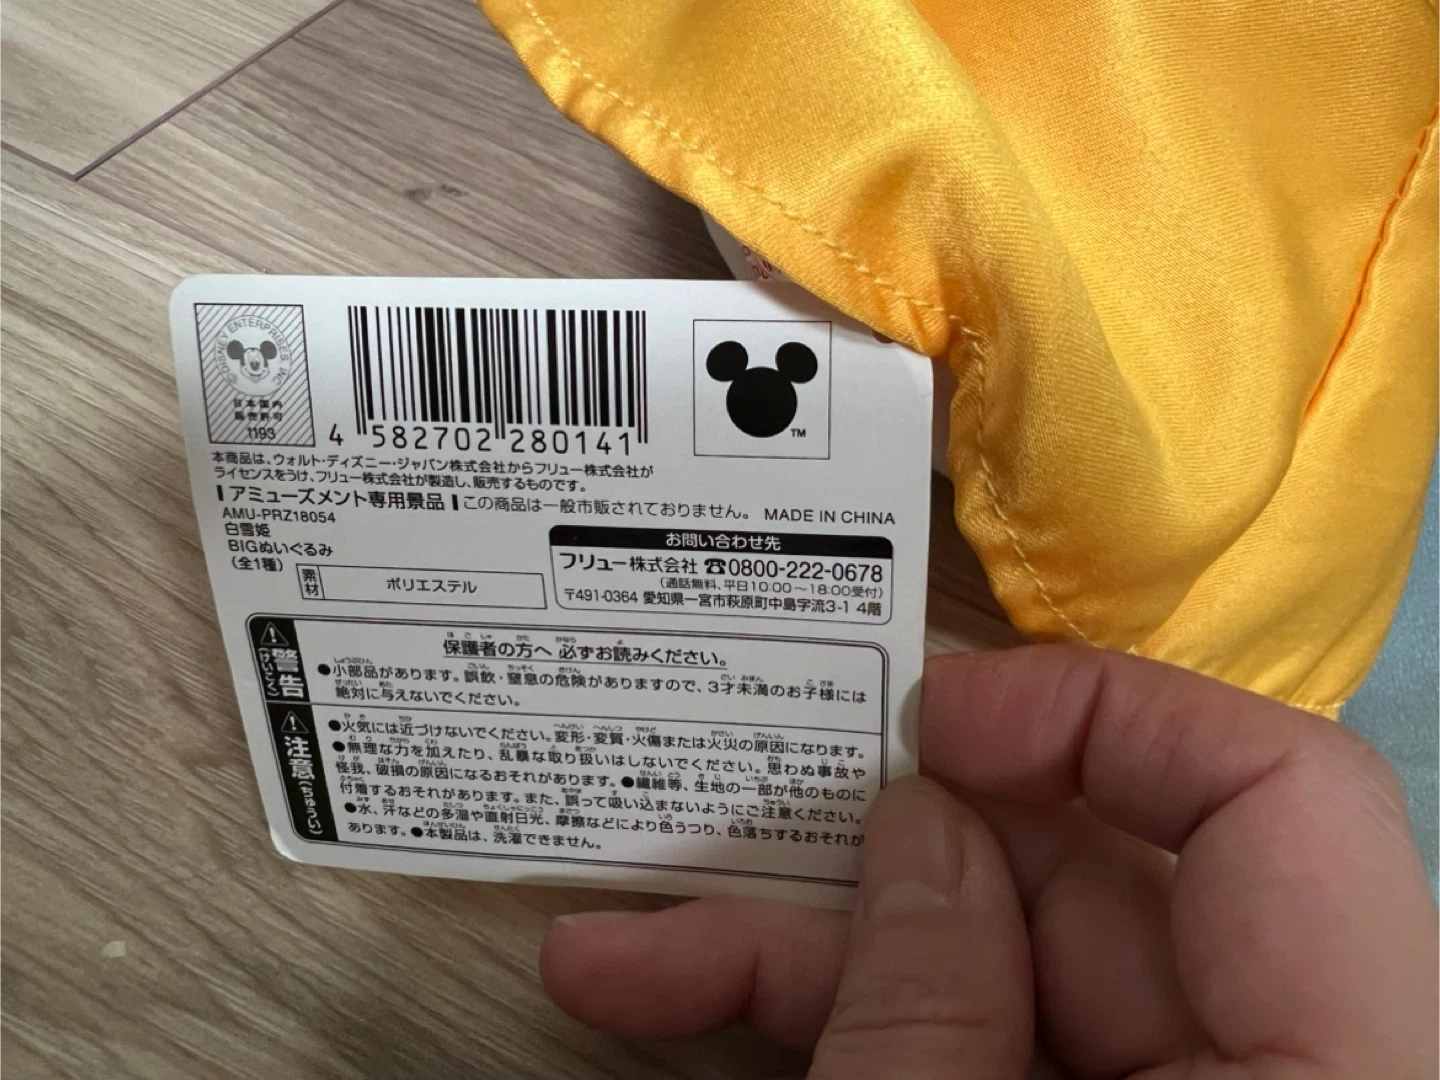 ©DISNEY ENTERPRISES, INC.
日本国内
販売許可
1193
4 582702 280141
TM
本商品は、ウォルト・ディズニー・ジャパン株式会社からフリュー株式会社が
ライセンスをうけ、フリュー株式会社が製造し、販売するものです。
アミューズメント専用景品 この商品は一般市販されておりません。 MADE IN CHINA
AMU-PRZ18054
白雪姫
BIGぬいぐるみ
(全1種)
素材 ポリエステル
お問い合わせ先
フリュー株式会社 ☎0800-222-0678
(通話無料、平日10:00～18:00受付)
〒491-0364 愛知県一宮市萩原町中島字流3-1 4階
警告(けいこく)
保護者の方へ 必ずお読みください。
●小部品があります。誤飲・窒息の危険がありますので、3才未満のお子様には
絶対に与えないでください。
注意(ちゅうい)
●火気には近づけないでください。変形・変質・火傷または火災の原因になります。
●無理な力を加えたり、乱暴な取り扱いはしないでください。思わぬ事故や
怪我、破損の原因になるおそれがあります。●繊維等、生地の一部が他のものに
付着するおそれがあります。また、誤って吸い込まないようにご注意ください。
●水、汗などの多湿や直射日光、摩擦などにより色うつり、色落ちするおそれが
あります。●本製品は、洗濯できません。